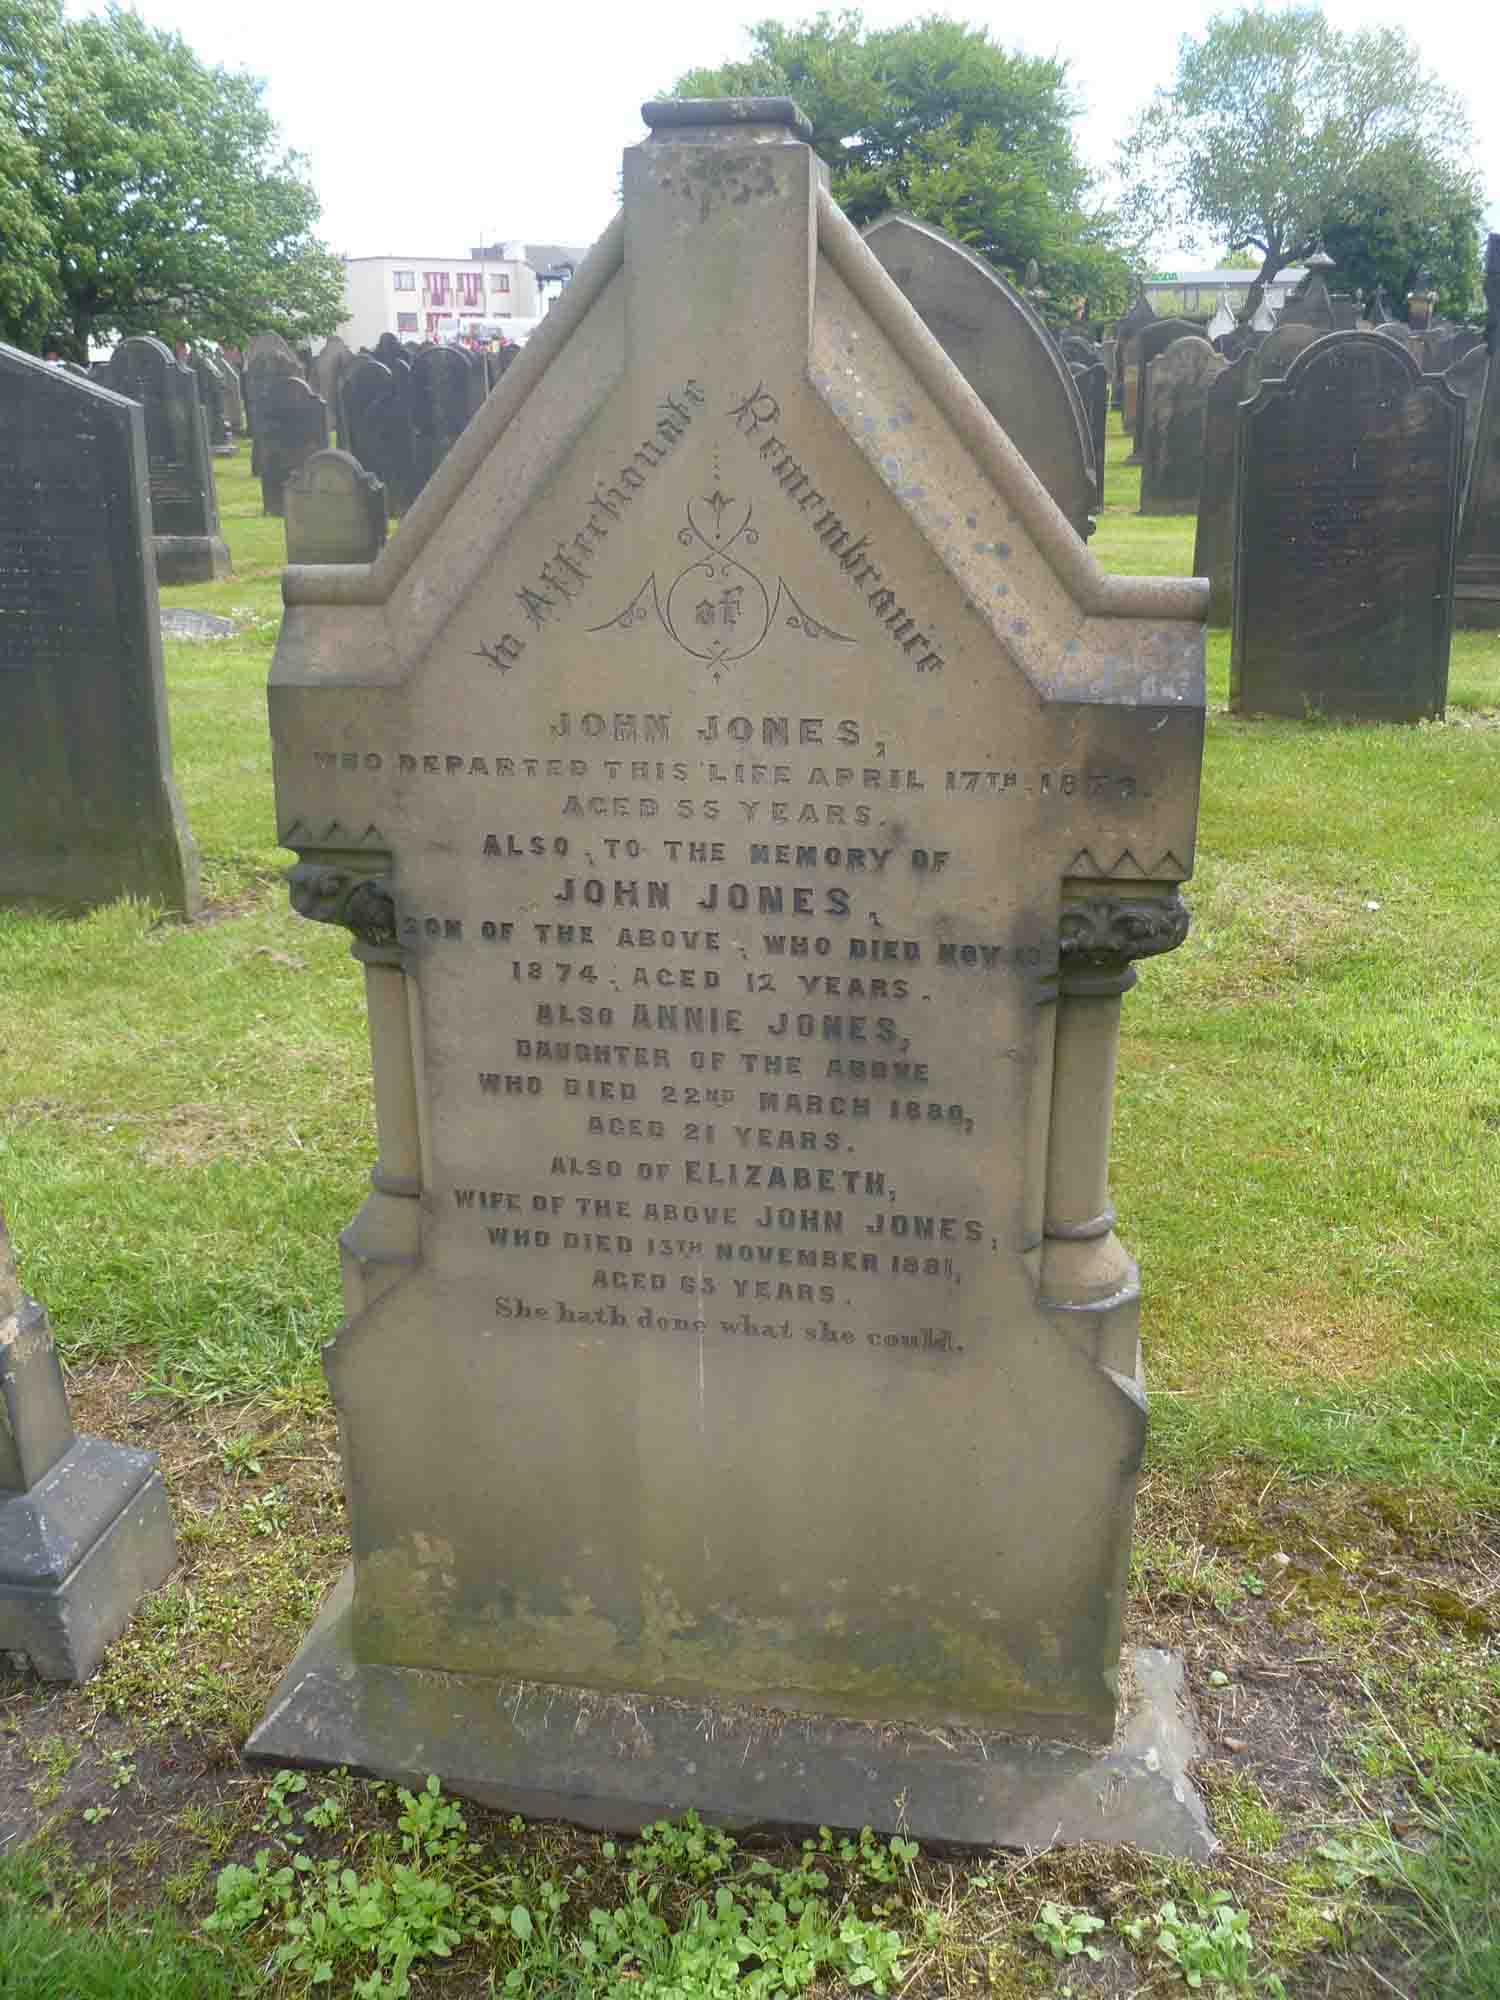 In Affectionate Remembrance
of
JOHN JONES,
WHO DEPARTED THIS LIFE APRIL 17TH
AGED 55 YEARS.
ALSO, TO THE MEMORY OF
JOHN JONES,
SON OF THE ABOVE, WHO DIED NOV
1874, AGED 12 YEARS.
ALSO ANNIE JONES,
DAUGHTER OF THE ABOVE
WHO DIED 22ND MARCH 1880,
AGED 21 YEARS.
ALSO OF ELIZABETH,
WIFE OF THE ABOVE JOHN JONES,
WHO DIED 13TH NOVEMBER 1881,
AGED 63 YEARS.
She hath done what she could.